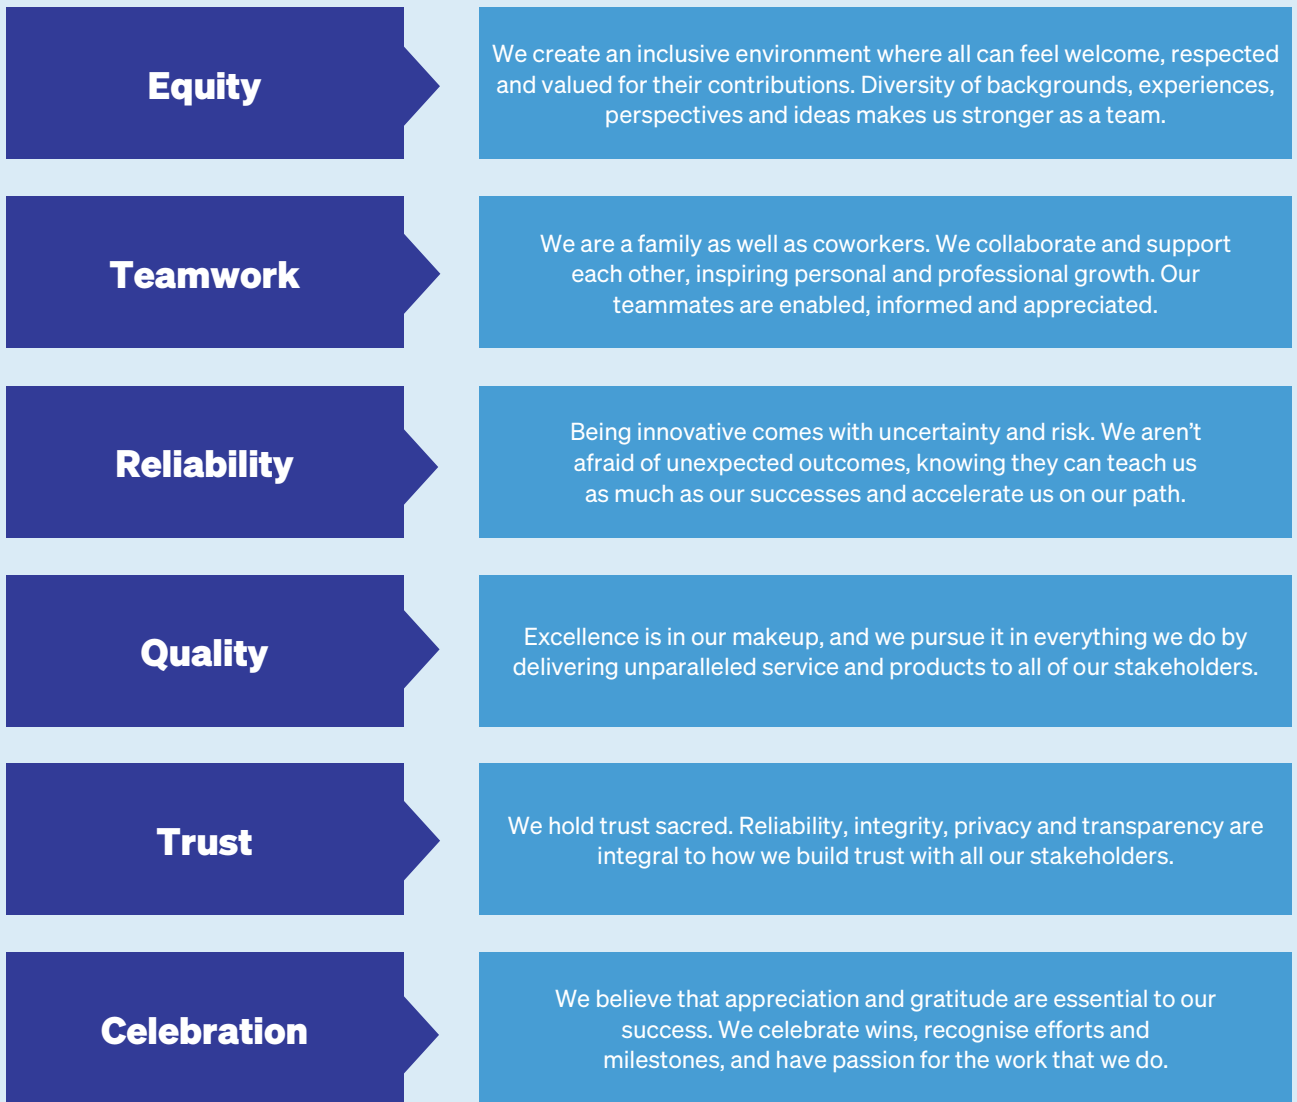 Equity
We create an inclusive environment where all can feel welcome, respected
and valued for their contributions. Diversity of backgrounds, experiences,
perspectives and ideas makes us stronger as a team.
Teamwork
We are a family as well as coworkers. We collaborate and support
each other, inspiring personal and professional growth. Our
teammates are enabled, informed and appreciated.
Reliability
Being innovative comes with uncertainty and risk. We aren’t
afraid of unexpected outcomes, knowing they can teach us
as much as our successes and accelerate us on our path.
Quality
Excellence is in our makeup, and we pursue it in everything we do by
delivering unparalleled service and products to all of our stakeholders.
Trust
We hold trust sacred. Reliability, integrity, privacy and transparency are
integral to how we build trust with all our stakeholders.
Celebration
We believe that appreciation and gratitude are essential to our
success. We celebrate wins, recognise efforts and
milestones, and have passion for the work that we do.